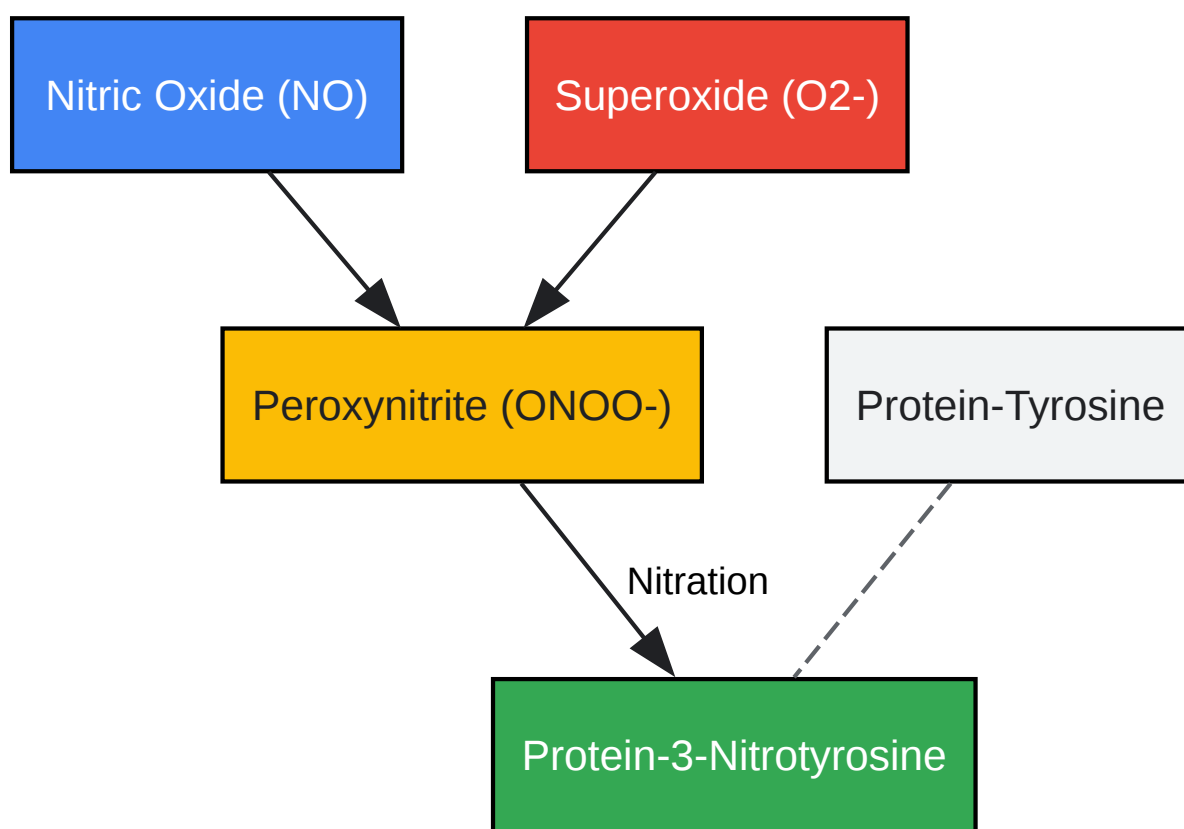 Nitric Oxide (NO)
Superoxide (O2-)
Peroxynitrite (ONOO-)
Protein-Tyrosine
Nitration
Protein-3-Nitrotyrosine